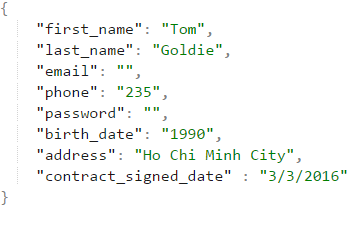 {
"first_name": "Tom",
"last_name": "Goldie",
"email": "",
"phone": "235",
"password": "",
"birth_date": "1990",
"address": "Ho Chi Minh City",
"contract_signed_date" : "3/3/2016"
}